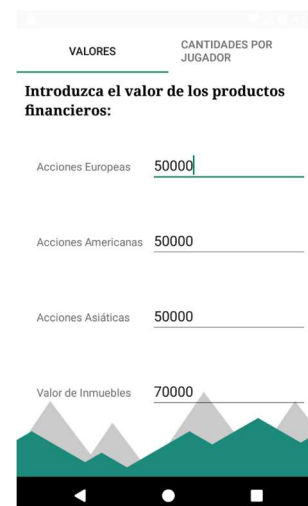 VALORES
CANTIDADES POR
JUGADOR
Introduzca el valor de los productos
financieros:
Acciones Europeas 50000
Acciones Americanas 50000
Acciones Asiáticas 50000
Valor de Inmuebles 70000